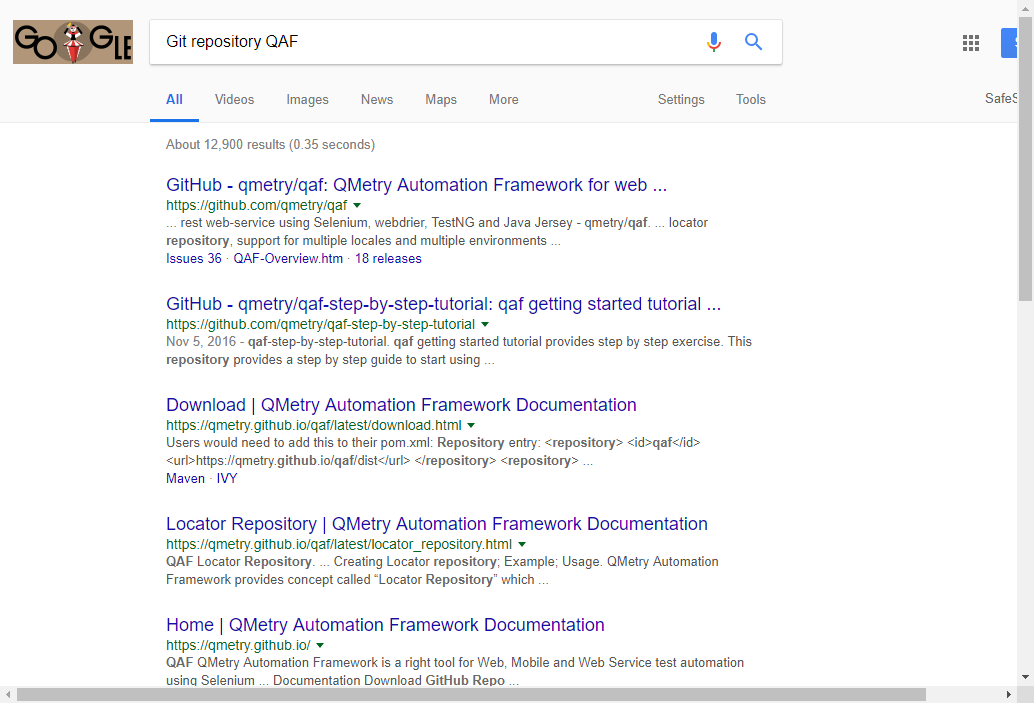 GOOGLE
Git repository QAF
All Videos Images News Maps More Settings Tools
About 12,900 results (0.35 seconds)
GitHub - qmetry/qaf: QMetry Automation Framework for web ...
https://github.com/qmetry/qaf
... rest web-service using Selenium, webdrier, TestNG and Java Jersey - qmetry/qaf. ... locator
repository, support for multiple locales and multiple environments ...
Issues 36 · QAF-Overview.htm · 18 releases
GitHub - qmetry/qaf-step-by-step-tutorial: qaf getting started tutorial ...
https://github.com/qmetry/qaf-step-by-step-tutorial
Nov 5, 2016 - qaf-step-by-step-tutorial. qaf getting started tutorial provides step by step exercise. This
repository provides a step by step guide to start using ...
Download | QMetry Automation Framework Documentation
https://qmetry.github.io/qaf/latest/download.html
Users would need to add this to their pom.xml: Repository entry: <repository> <id>qaf</id>
<url>https://qmetry.github.io/qaf/dist</url> </repository> <repository> ...
Maven · IVY
Locator Repository | QMetry Automation Framework Documentation
https://qmetry.github.io/qaf/latest/locator_repository.html
QAF Locator Repository. ... Creating Locator repository; Example; Usage. QMetry Automation
Framework provides concept called “Locator Repository” which ...
Home | QMetry Automation Framework Documentation
https://qmetry.github.io/
QAF QMetry Automation Framework is a right tool for Web, Mobile and Web Service test automation
using Selenium ... Documentation Download GitHub Repo ...